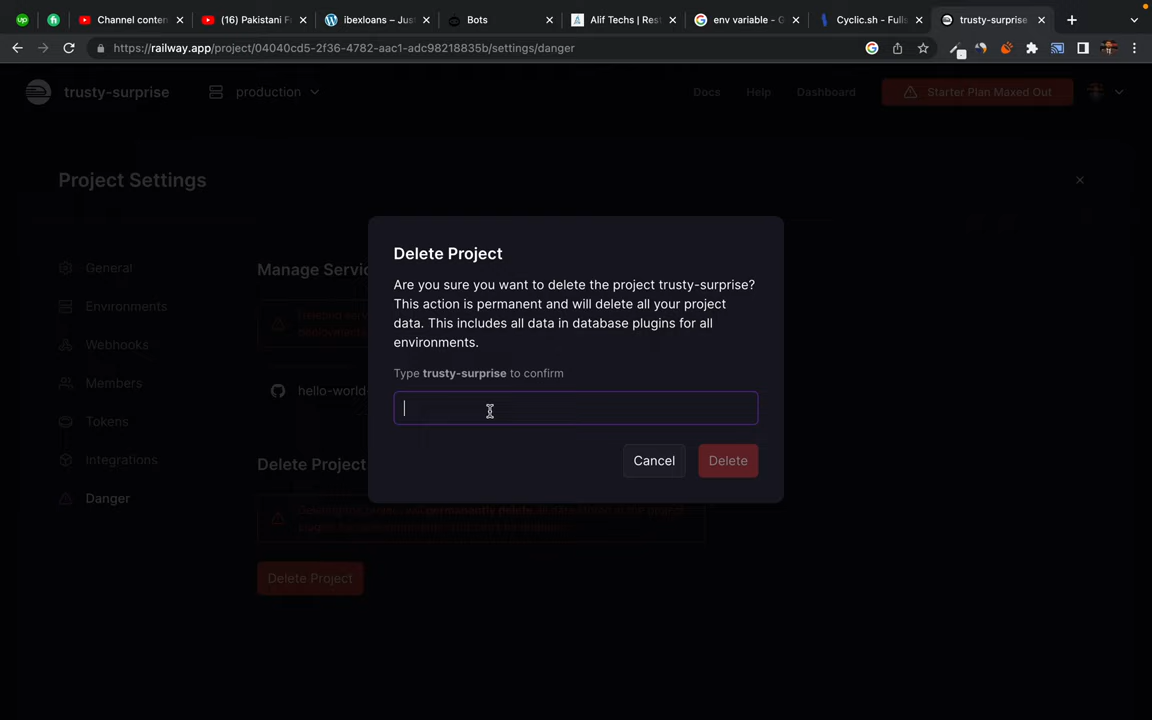 Channel conten
(16) Pakistani F
ibexloans – Jus
Bots
Alif Techs | Res
env variable - G
Cyclic.sh - Fulls
trusty-surprise
https://railway.app/project/04040cd5-2f36-4782-aac1-adc98218835b/settings/danger
trusty-surprise
production
Docs
Help
Dashboard
Starter Plan Maxed Out
Project Settings
General
Environments
Webhooks
Members
Tokens
Integrations
Danger
Manage Servi
hello-world-
Delete Project
Delete Project
Delete Project
Are you sure you want to delete the project trusty-surprise?
This action is permanent and will delete all your project
data. This includes all data in database plugins for all
environments.
Type trusty-surprise to confirm
Cancel
Delete